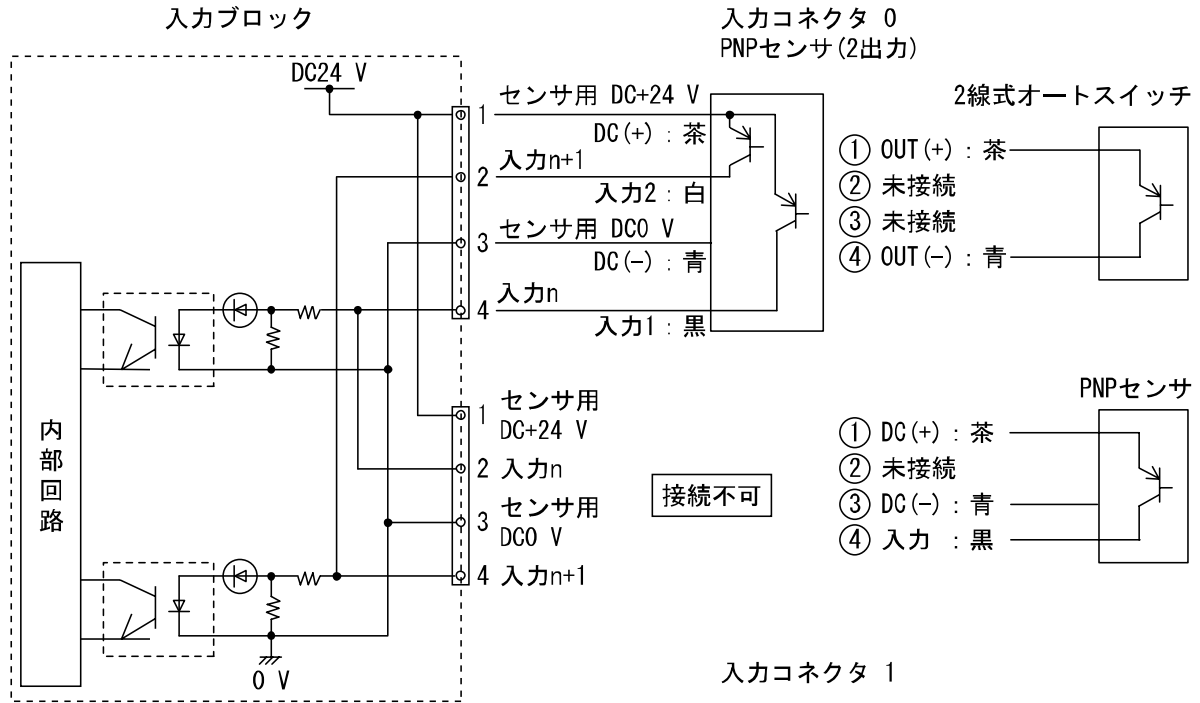 入力ブロック
入力コネクタ 0
PNPセンサ(2出力)
DC24 V
1 センサ用 DC+24 V
DC(+) : 茶
2 入力n+1
入力2 : 白
3 センサ用 DC0 V
DC(-) : 青
4 入力n
入力1 : 黒
2線式オートスイッチ
① OUT(+) : 茶
② 未接続
③ 未接続
④ OUT(-) : 青
内部回路
1 センサ用
DC+24 V
2 入力n
3 センサ用
DC0 V
4 入力n+1
接続不可
PNPセンサ
① DC(+) : 茶
② 未接続
③ DC(-) : 青
④ 入力 : 黒
0 V
入力コネクタ 1